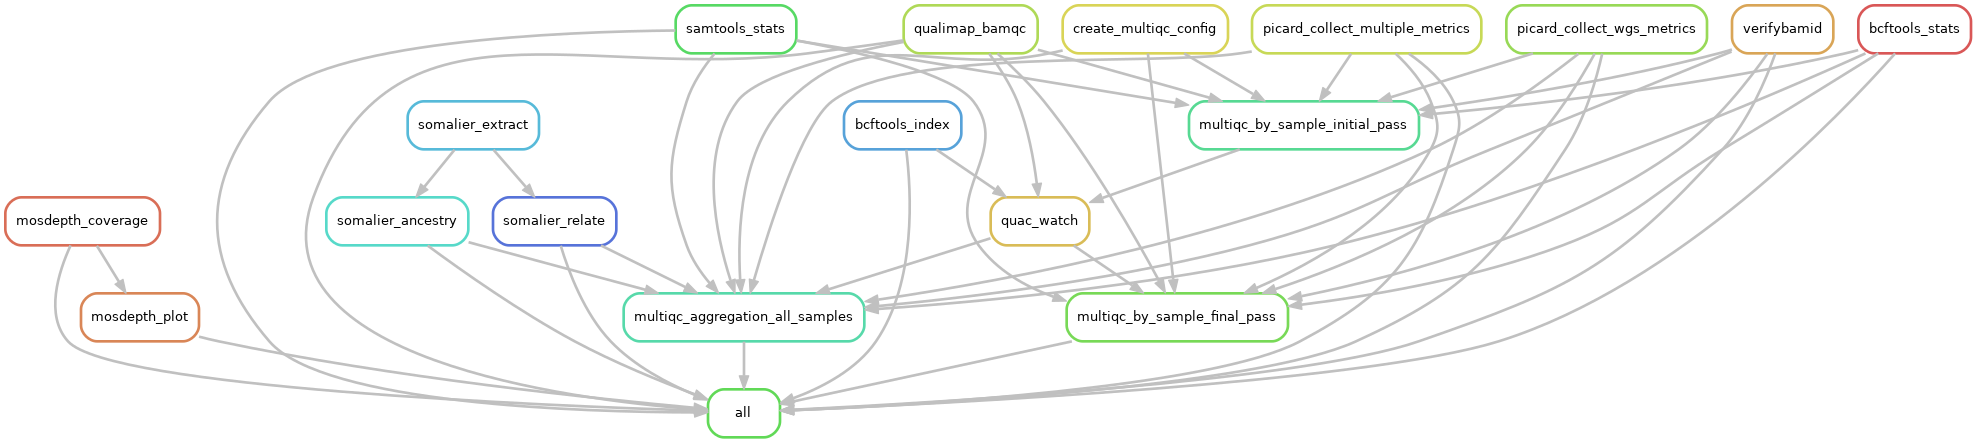 samtools_stats
qualimap_bamqc
create_multiqc_config
picard_collect_multiple_metrics
picard_collect_wgs_metrics
verifybamid
bcftools_stats
somalier_extract
bcftools_index
multiqc_by_sample_initial_pass
mosdepth_coverage
somalier_ancestry
somalier_relate
quac_watch
mosdepth_plot
multiqc_aggregation_all_samples
multiqc_by_sample_final_pass
all